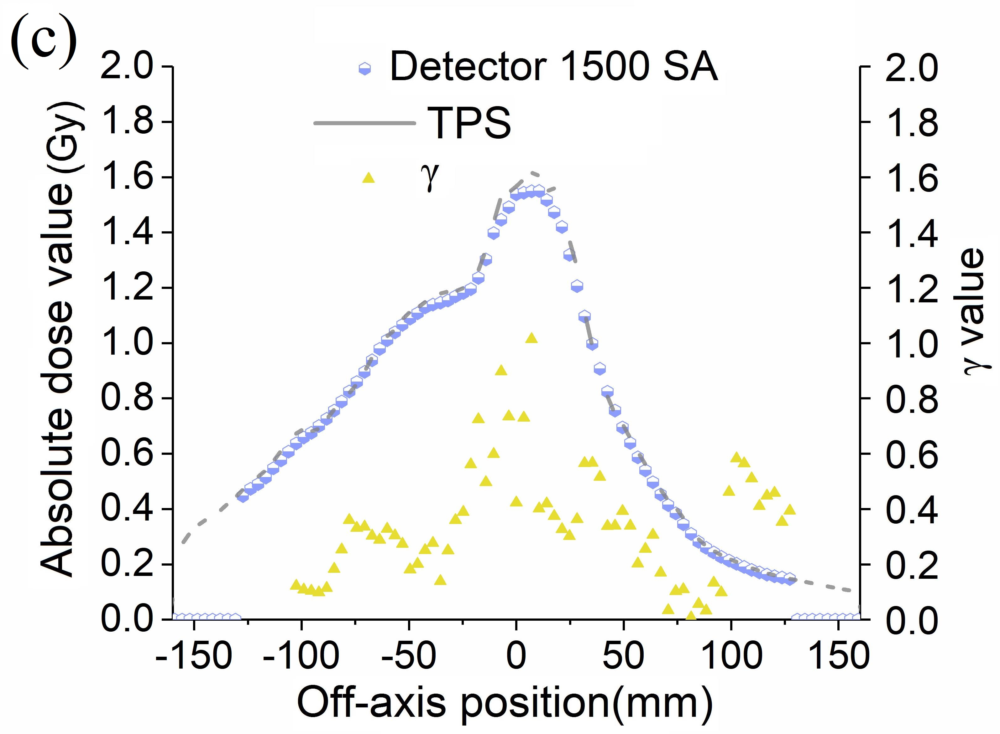 (c)
Detector 1500 SA
TPS
γ
2.0
1.8
1.6
1.4
1.2
1.0
0.8
0.6
0.4
0.2
0.0
Absolute dose value (Gy)
2.0
1.8
1.6
1.4
1.2
1.0
0.8
0.6
0.4
0.2
0.0
γ value
-150 -100 -50 0 50 100 150
Off-axis position(mm)